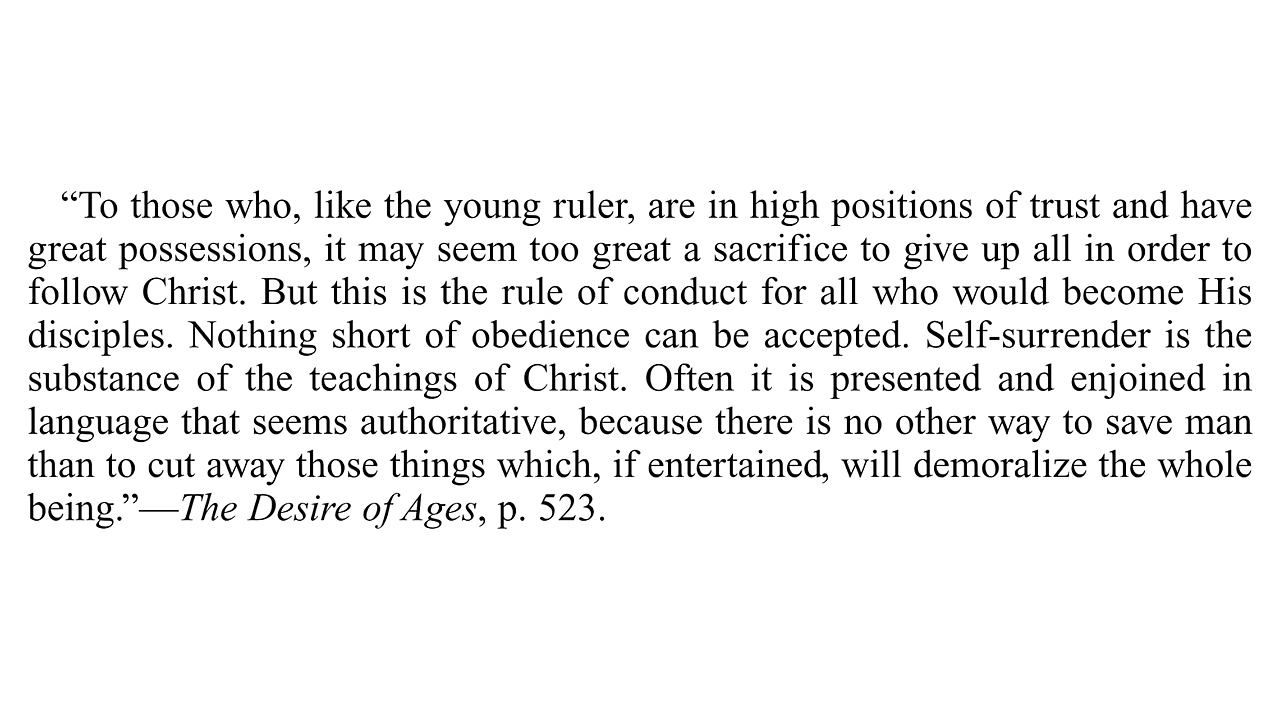 “To those who, like the young ruler, are in high positions of trust and have
great possessions, it may seem too great a sacrifice to give up all in order to
follow Christ. But this is the rule of conduct for all who would become His
disciples. Nothing short of obedience can be accepted. Self-surrender is the
substance of the teachings of Christ. Often it is presented and enjoined in
language that seems authoritative, because there is no other way to save man
than to cut away those things which, if entertained, will demoralize the whole
being.”—The Desire of Ages, p. 523.